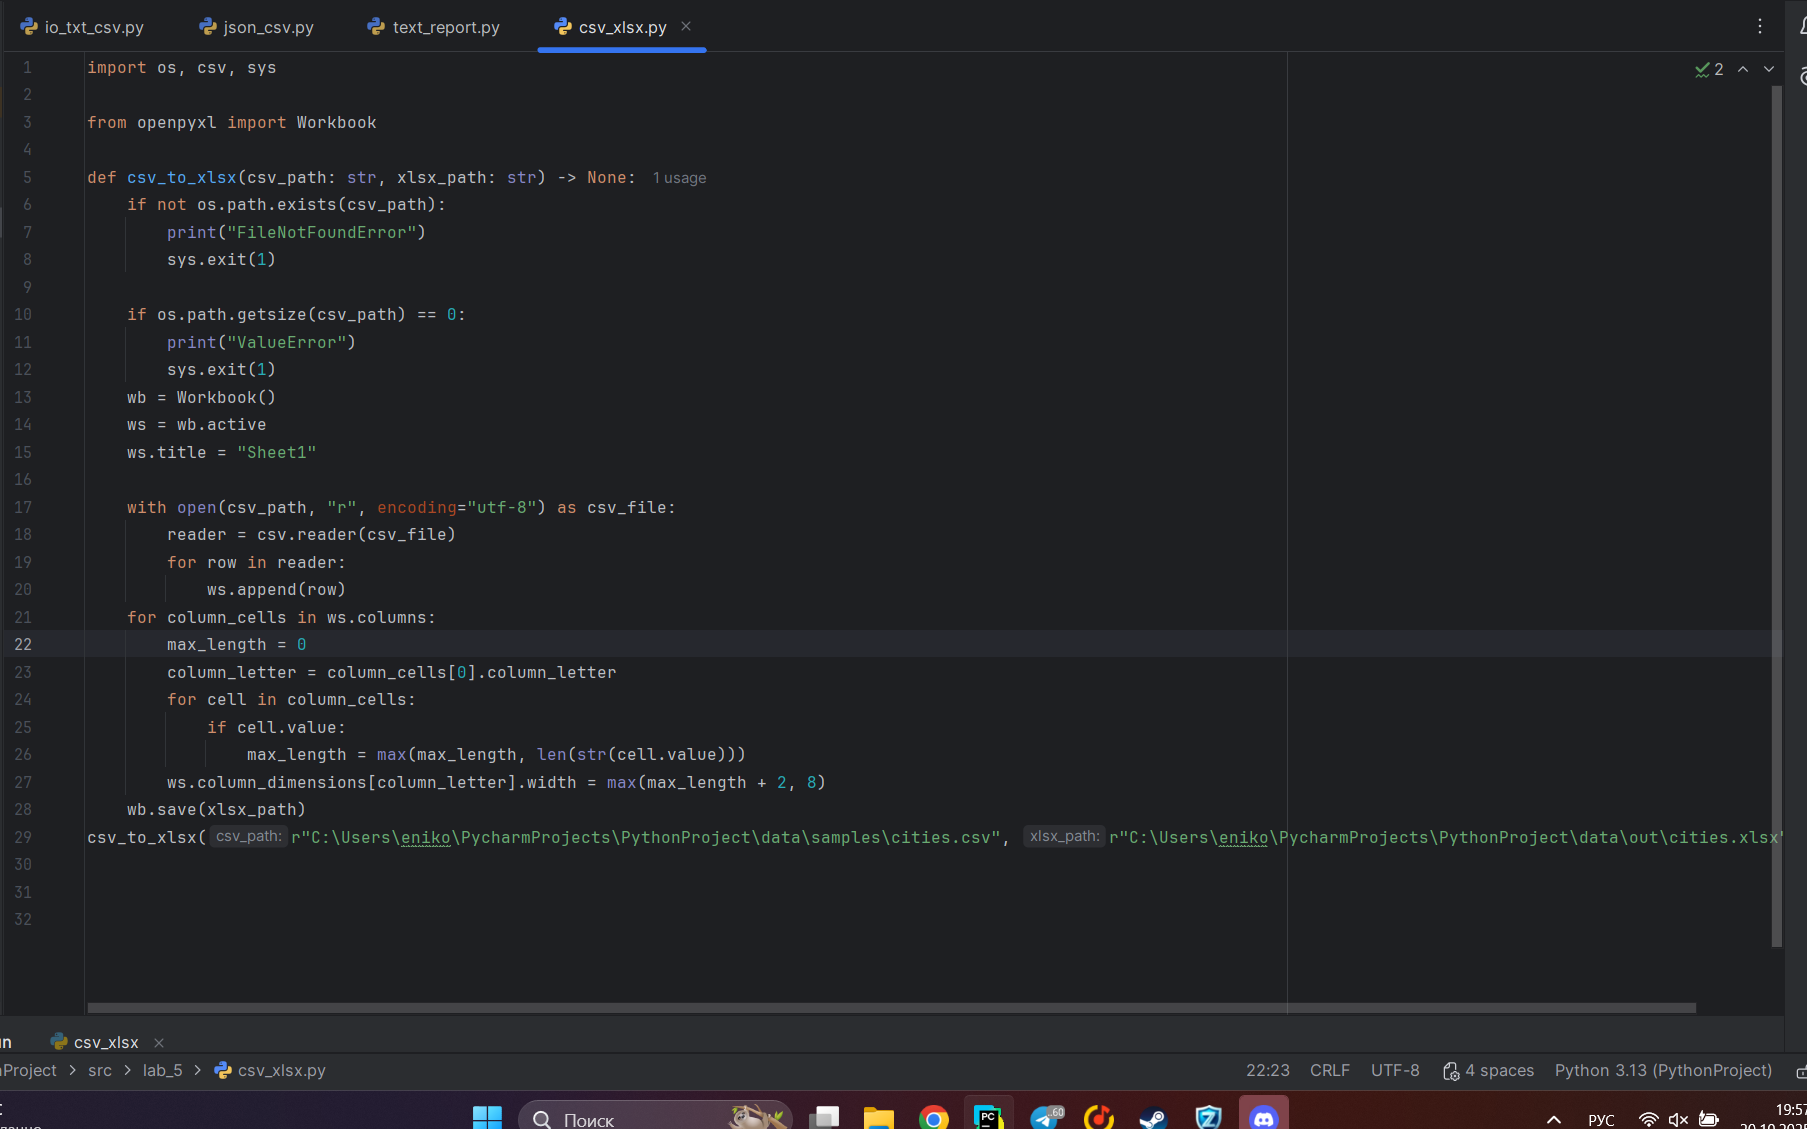 io_txt_csv.py json_csv.py text_report.py csv_xlsx.py
1 import os, csv, sys 2
2
3 from openpyxl import Workbook
4
5 def csv_to_xlsx(csv_path: str, xlsx_path: str) -> None: 1 usage
6 if not os.path.exists(csv_path):
7 print("FileNotFoundError")
8 sys.exit(1)
9
10 if os.path.getsize(csv_path) == 0:
11 print("ValueError")
12 sys.exit(1)
13 wb = Workbook()
14 ws = wb.active
15 ws.title = "Sheet1"
16
17 with open(csv_path, "r", encoding="utf-8") as csv_file:
18 reader = csv.reader(csv_file)
19 for row in reader:
20 ws.append(row)
21 for column_cells in ws.columns:
22 max_length = 0
23 column_letter = column_cells[0].column_letter
24 for cell in column_cells:
25 if cell.value:
26 max_length = max(max_length, len(str(cell.value)))
27 ws.column_dimensions[column_letter].width = max(max_length + 2, 8)
28 wb.save(xlsx_path)
29 csv_to_xlsx( csv_path: r"C:\Users\eniko\PycharmProjects\PythonProject\data\samples\cities.csv", xlsx_path: r"C:\Users\eniko\PycharmProjects\PythonProject\data\out\cities.xlsx"
30
31
32
csv_xlsx
Project > src > lab_5 > csv_xlsx.py 22:23 CRLF UTF-8 4 spaces Python 3.13 (PythonProject)
Поиск PC 60 РУС 19:57